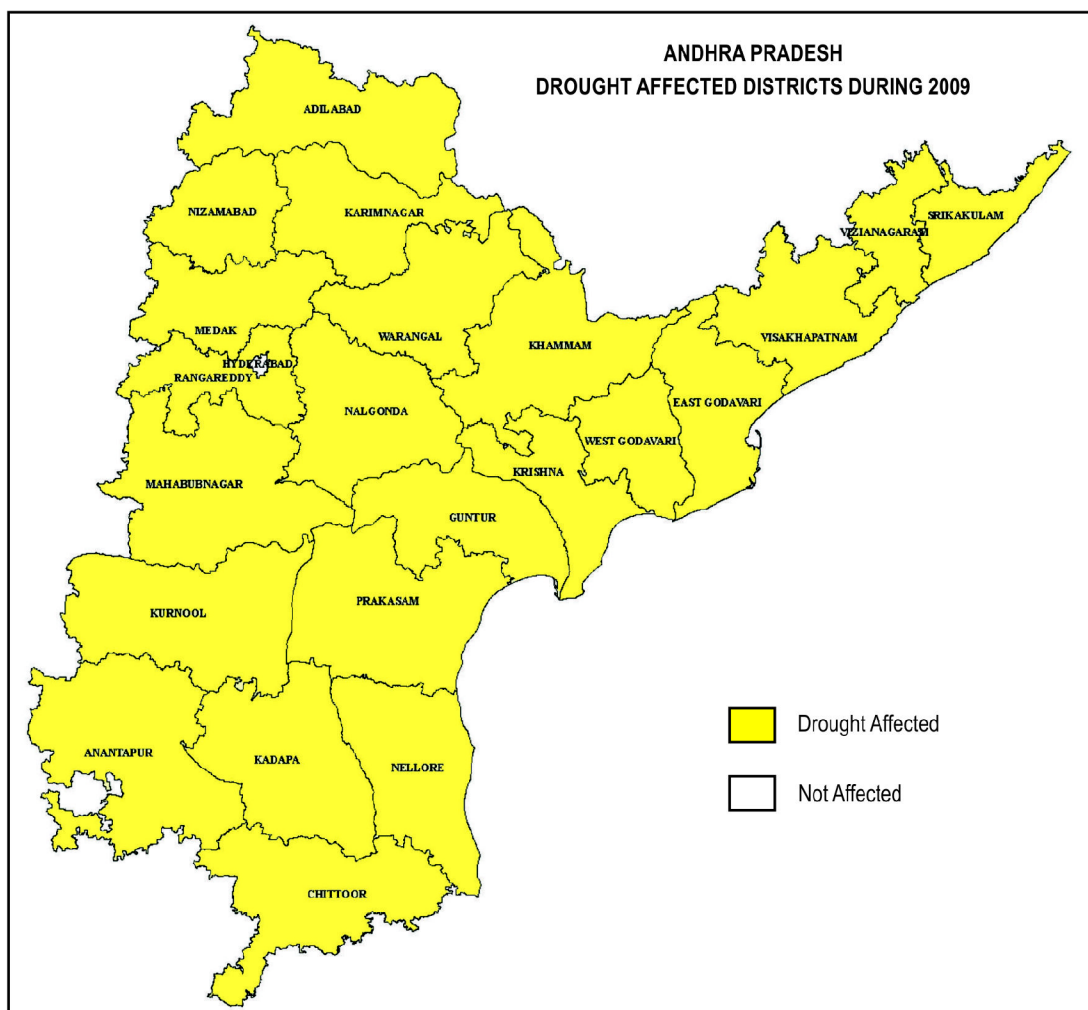 ANDHRA PRADESH
DROUGHT AFFECTED DISTRICTS DURING 2009
ADILABAD
NIZAMABAD
KARIMNAGAR
SRIKAKULAM
VIZIANAGARAM
MEDAK
WARANGAL
KHAMMAM
VISAKHAPATNAM
HYDERABAD
RANGAREDDY
NALGONDA
EAST GODAVARI
WEST GODAVARI
KRISHNA
MAHABUBNAGAR
GUNTUR
PRAKASAM
KURNOOL
Drought Affected
ANANTAPUR
KADAPA
NELLORE
Not Affected
CHITTOOR